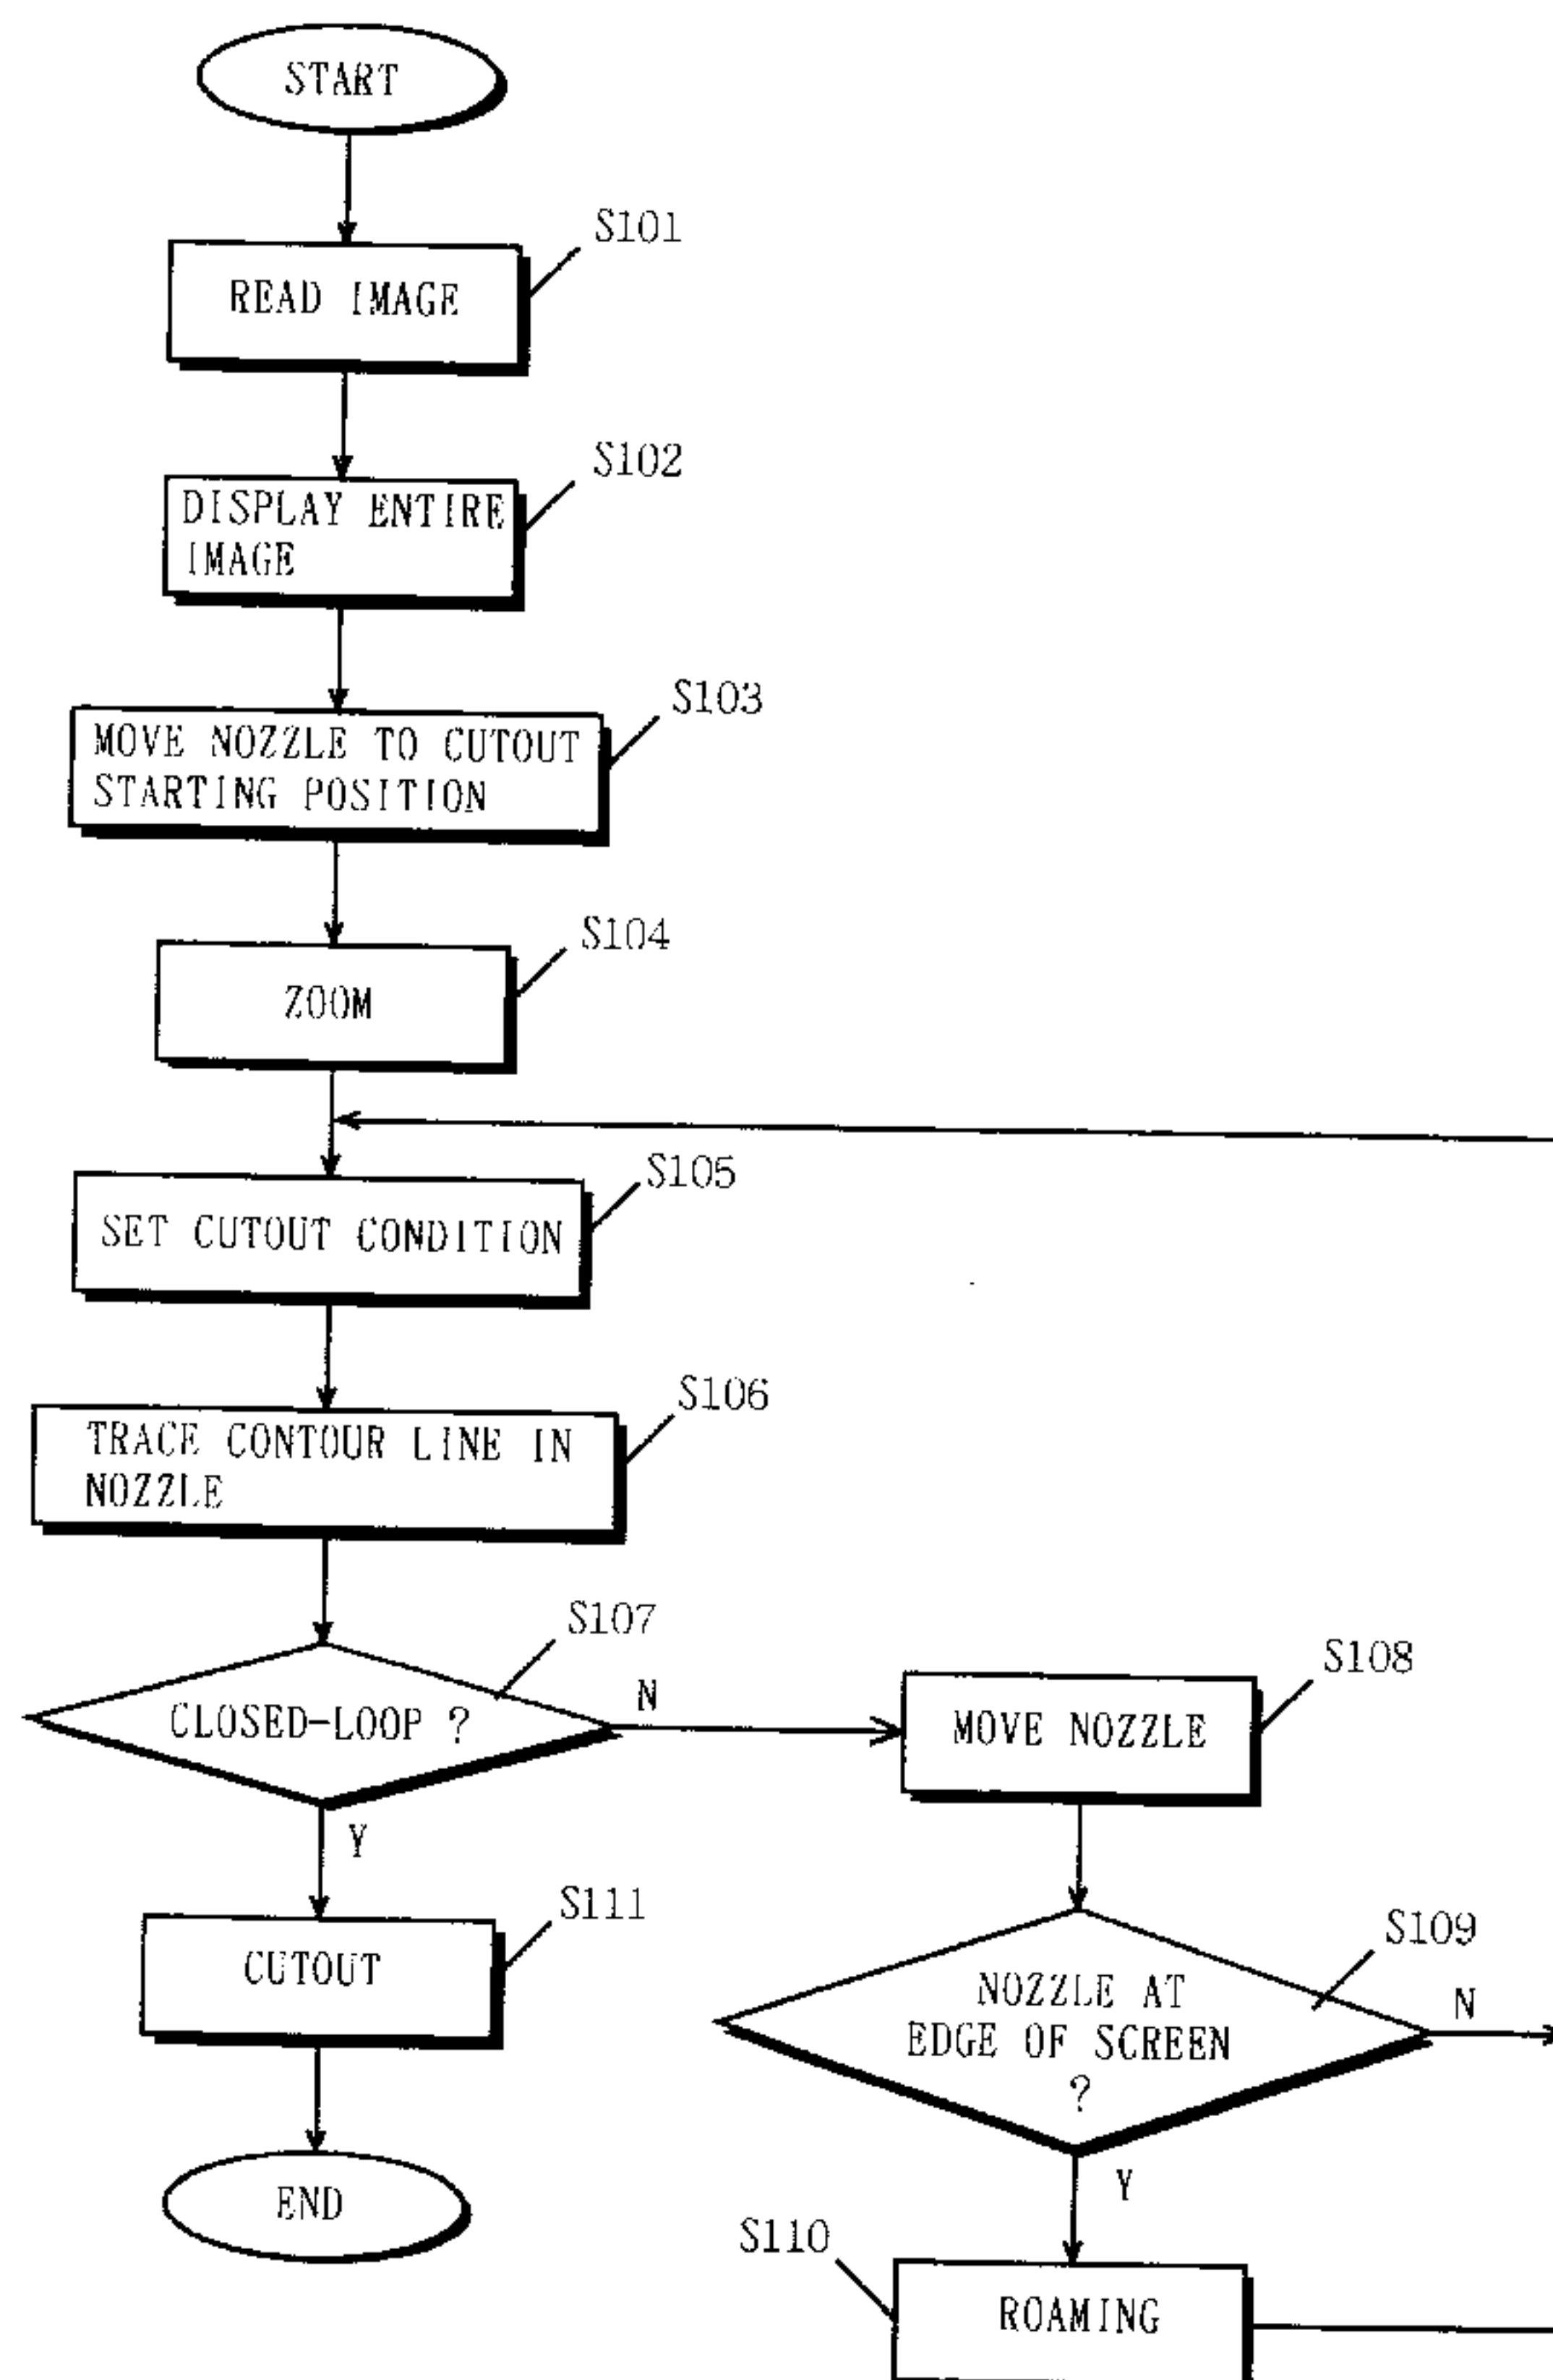 START
S101
READ IMAGE
S102
DISPLAY ENTIRE
IMAGE
S103
MOVE NOZZLE TO CUTOUT
STARTING POSITION
S104
ZOOM
S105
SET CUTOUT CONDITION
S106
TRACE CONTOUR LINE IN
NOZZLE
S107
CLOSED-LOOP ?
N
Y
S108
MOVE NOZZLE
S109
NOZZLE AT
EDGE OF SCREEN
?
N
Y
S110
ROAMING
S111
CUTOUT
END